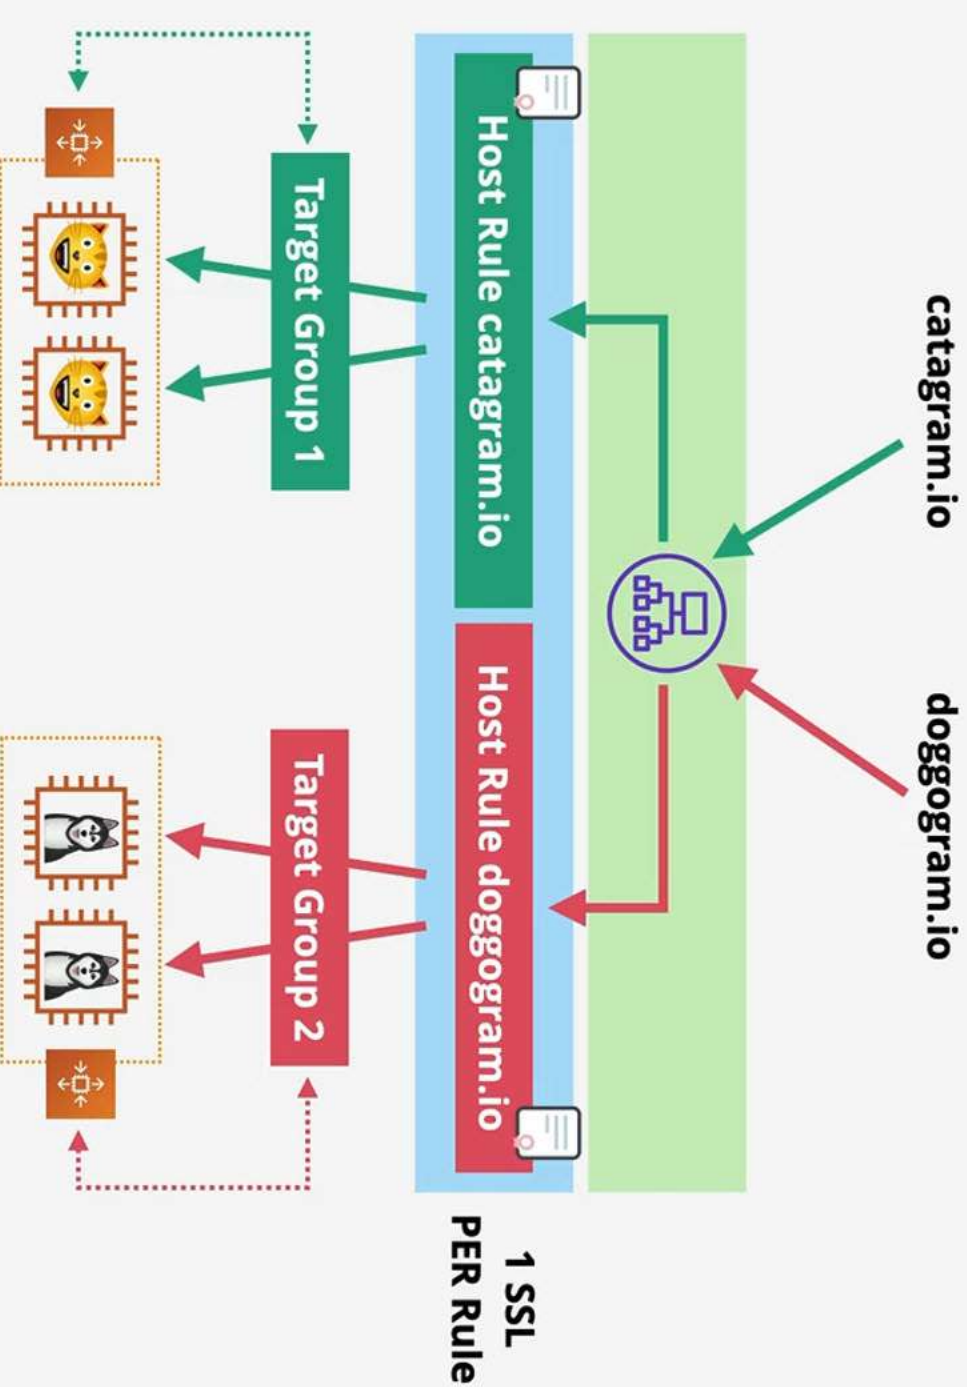 catagram.io
doggogram.io
Host Rule catagram.io
Host Rule doggogram.io
1 SSL
PER Rule
Target Group 1
Target Group 2